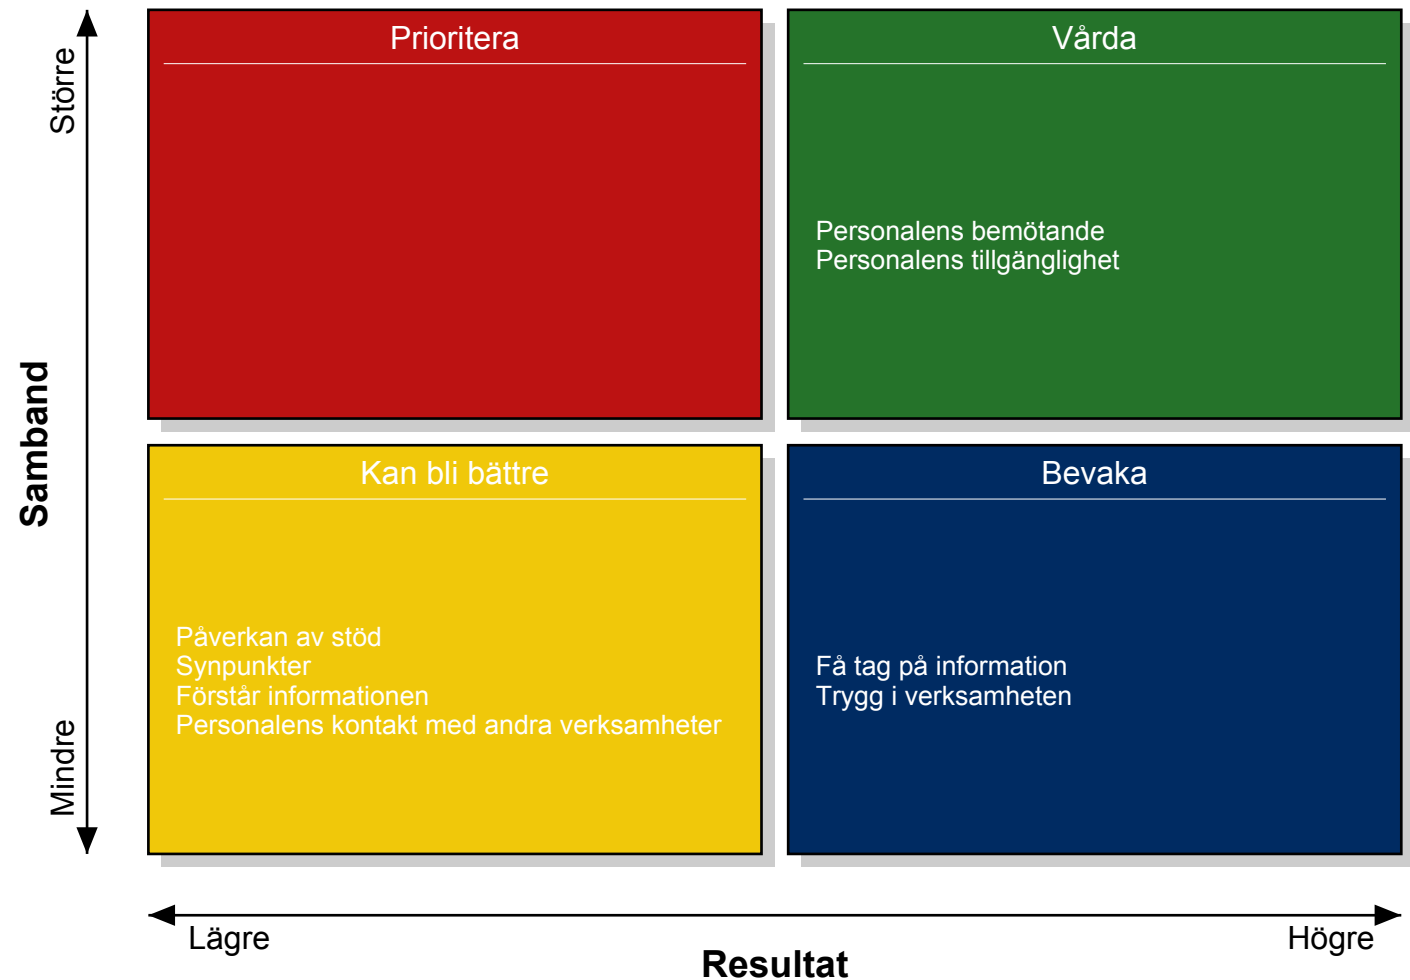 Prioritera
Vårda
Större
Personalens bemötande
Personalens tillgänglighet
Samband
Kan bli bättre
Bevaka
Påverkan av stöd
Synpunkter
Förstår informationen
Personalens kontakt med andra verksamheter
Få tag på information
Trygg i verksamheten
Mindre
Lägre
Högre
Resultat